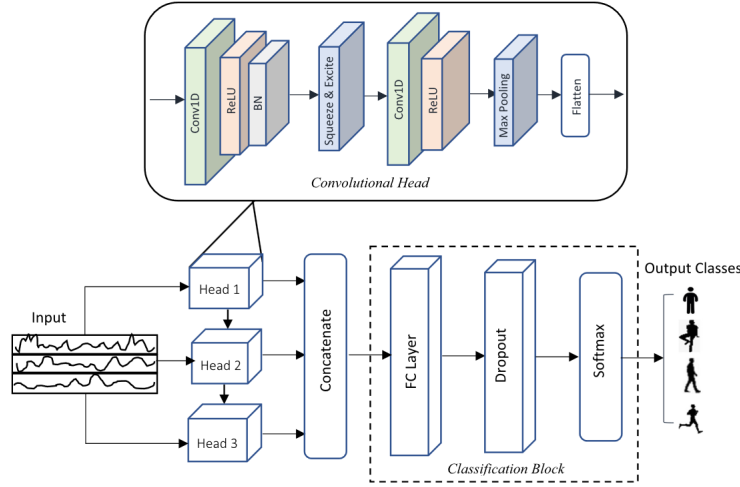 Conv1D
ReLU
BN
Squeeze & Excite
Conv1D
ReLU
Max Pooling
Flatten
Convolutional Head
Input
Head 1
Head 2
Head 3
Concatenate
FC Layer
Dropout
Softmax
Classification Block
Output Classes